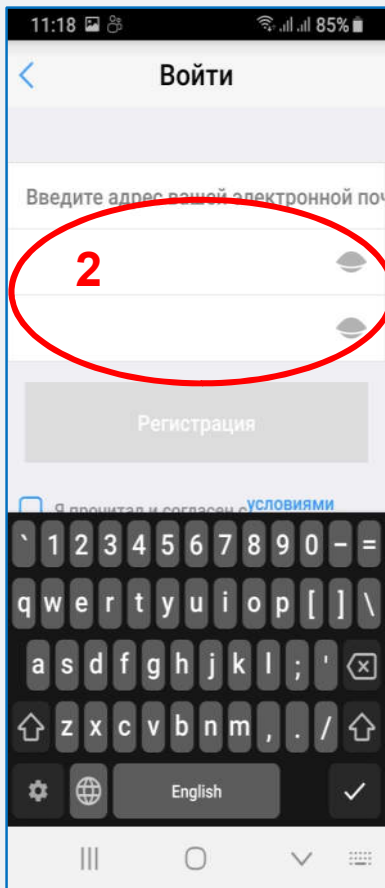 11:18 85%
Войти
Введите адрес вашей электронной поч
2
Регистрация
Я прочитал и согласен с условиями
` 1 2 3 4 5 6 7 8 9 0 - =
q w e r t y u i o p [ ] \
a s d f g h j k l ; '
z x c v b n m , . /
English